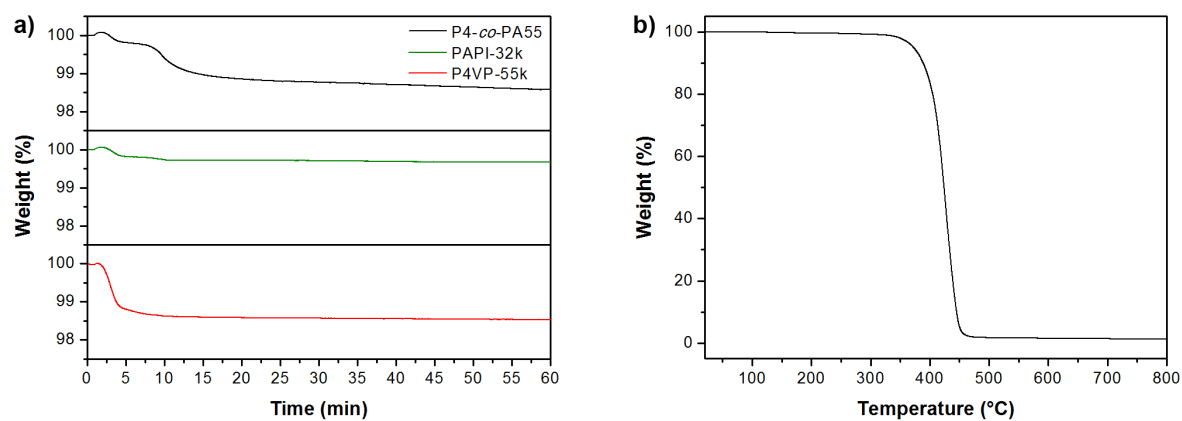 a)
P4-co-PA55
PAPI-32k
P4VP-55k
100
99
98
100
99
98
100
99
98
Weight (%)
0 5 10 15 20 25 30 35 40 45 50 55 60
Time (min)
b)
100
80
60
40
20
0
Weight (%)
100 200 300 400 500 600 700 800
Temperature (°C)